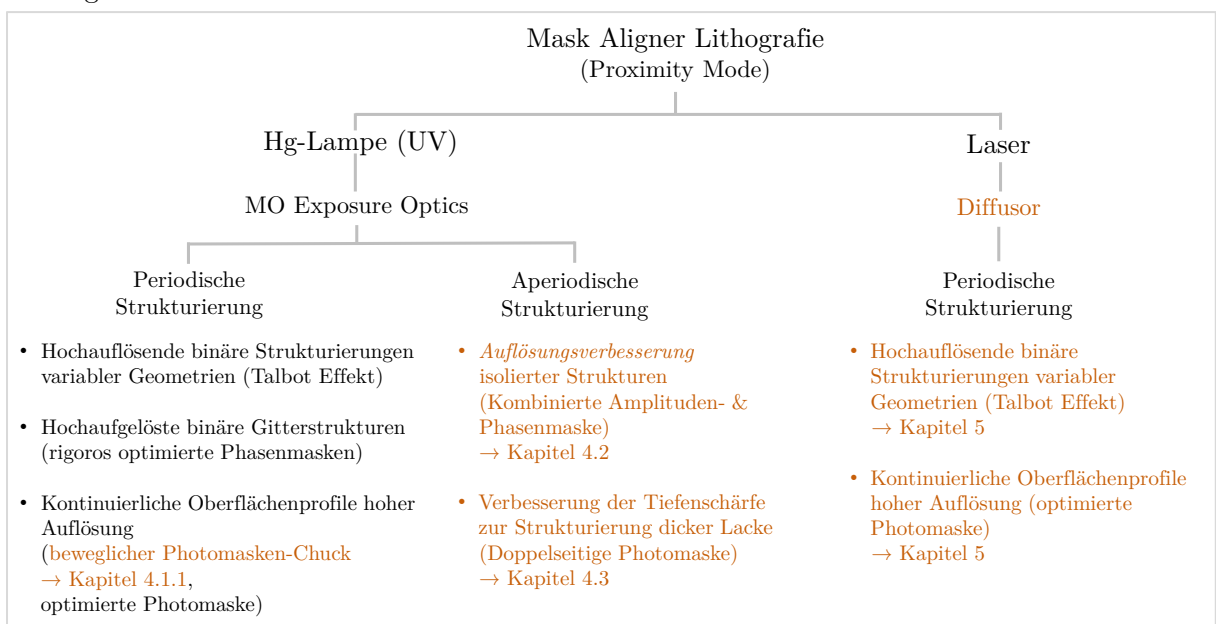 Mask Aligner Lithografie
(Proximity Mode)
Hg-Lampe (UV)
Laser
MO Exposure Optics
Diffusor
Periodische
Strukturierung
Aperiodische
Strukturierung
Periodische
Strukturierung
• Hochauflösende binäre Strukturierungen
variabler Geometrien (Talbot Effekt)
• Hochaufgelöste binäre Gitterstrukturen
(rigoros optimierte Phasenmasken)
• Kontinuierliche Oberflächenprofile hoher
Auflösung
(beweglicher Photomasken-Chuck
→ Kapitel 4.1.1,
optimierte Photomaske)
• Auflösungsverbesserung
isolierter Strukturen
(Kombinierte Amplituden- &
Phasenmaske)
→ Kapitel 4.2
• Verbesserung der Tiefenschärfe
zur Strukturierung dicker Lacke
(Doppelseitige Photomaske)
→ Kapitel 4.3
• Hochauflösende binäre
Strukturierungen variabler
Geometrien (Talbot Effekt)
→ Kapitel 5
• Kontinuierliche Oberflächenprofile
hoher Auflösung (optimierte
Photomaske)
→ Kapitel 5